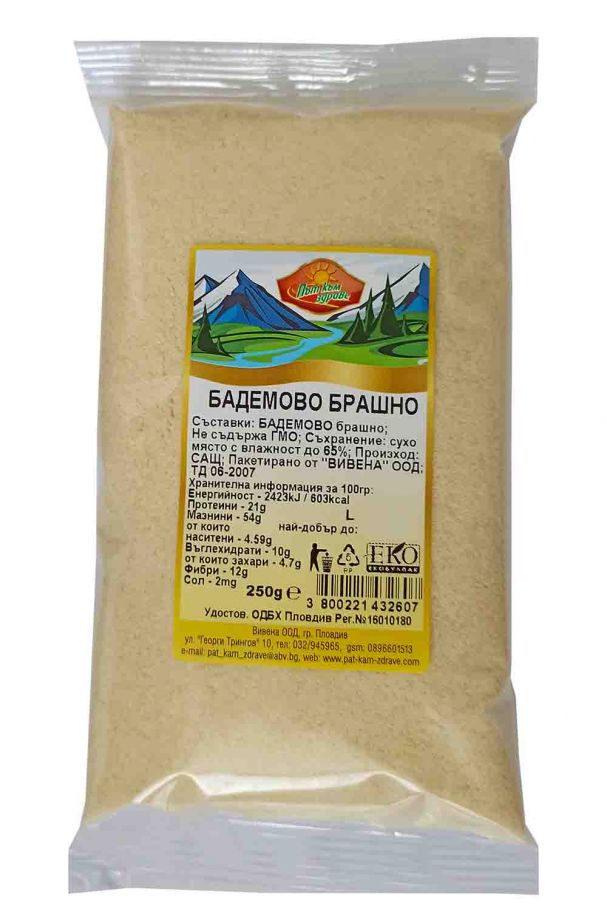 Път към
здраве
БАДЕМОВО БРАШНО
Съставки: БАДЕМОВО брашно;
Не съдържа ГМО; Съхранение: сухо
място с влажност до 65%; Произход:
САЩ; Пакетирано от "ВИВЕНА" ООД;
ТД 06-2007
Хранителна информация за 100гр:
Енергийност - 2423kJ / 603kcal
Протеини - 21g
Мазнини - 54g
от които
наситени - 4.59g
Въглехидрати - 10g
от които захари - 4.7g
Фибри - 12g
Сол - 2mg
L
най-добър до:
PP
ЕКО
ЕКОБУЛПАК
250g e
3 800221 432607
Удостов. ОДБХ Пловдив Рег.№16010180
Вивена ООД, гр. Пловдив
ул. "Георги Трингов" 10, тел: 032/945965, gsm: 0896601513
e-mail: pat_kam_zdrave@abv.bg, web: www.pat-kam-zdrave.com